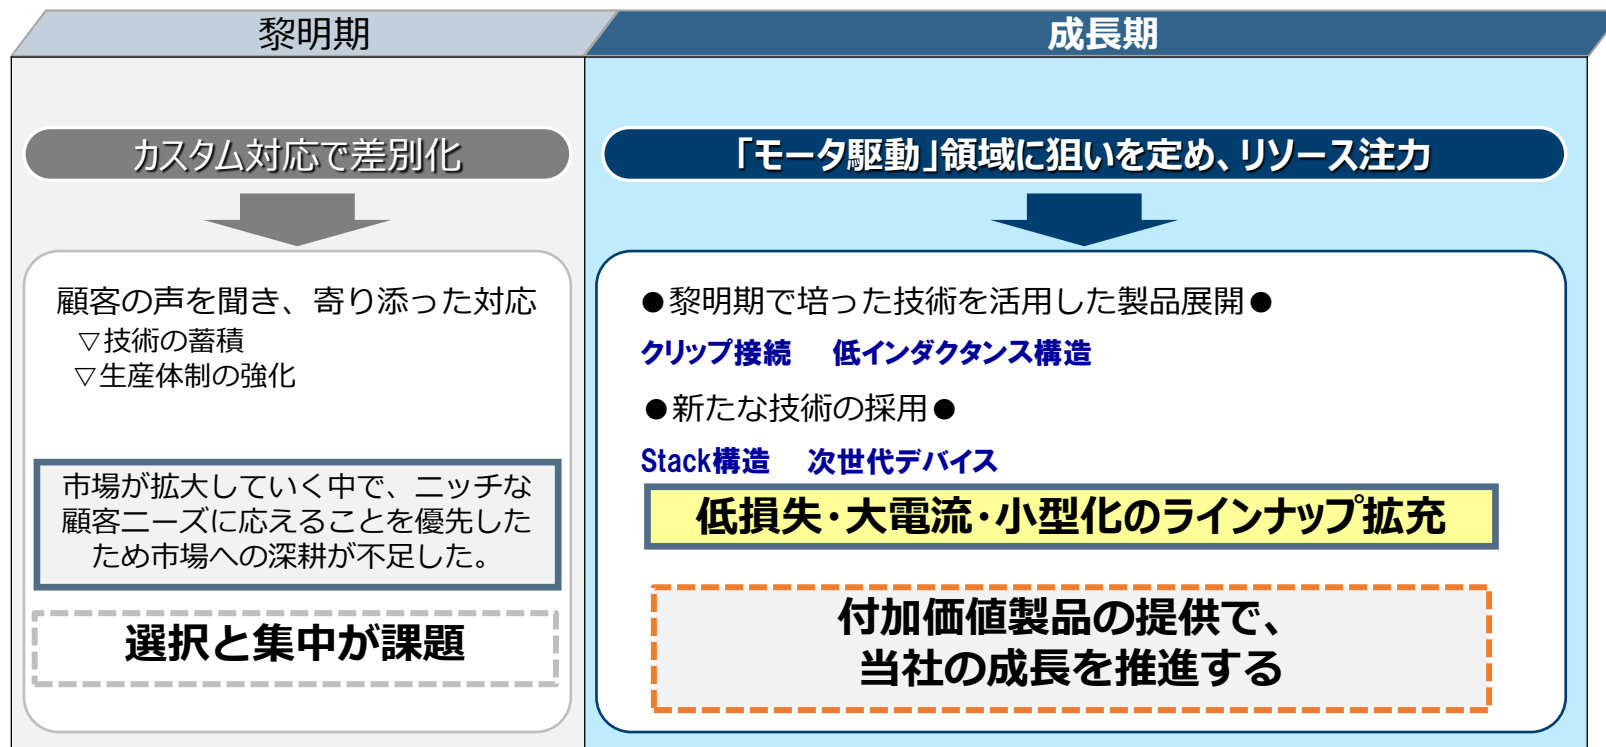 黎明期
成長期
カスタム対応で差別化
顧客の声を聞き、寄り添った対応
▽技術の蓄積
▽生産体制の強化
市場が拡大していく中で、ニッチな
顧客ニーズに応えることを優先した
ため市場への深耕が不足した。
選択と集中が課題
「モータ駆動」領域に狙いを定め、リソース注力
●黎明期で培った技術を活用した製品展開●
クリップ接続 低インダクタンス構造
●新たな技術の採用●
Stack構造 次世代デバイス
低損失・大電流・小型化のラインナップ拡充
付加価値製品の提供で、
当社の成長を推進する